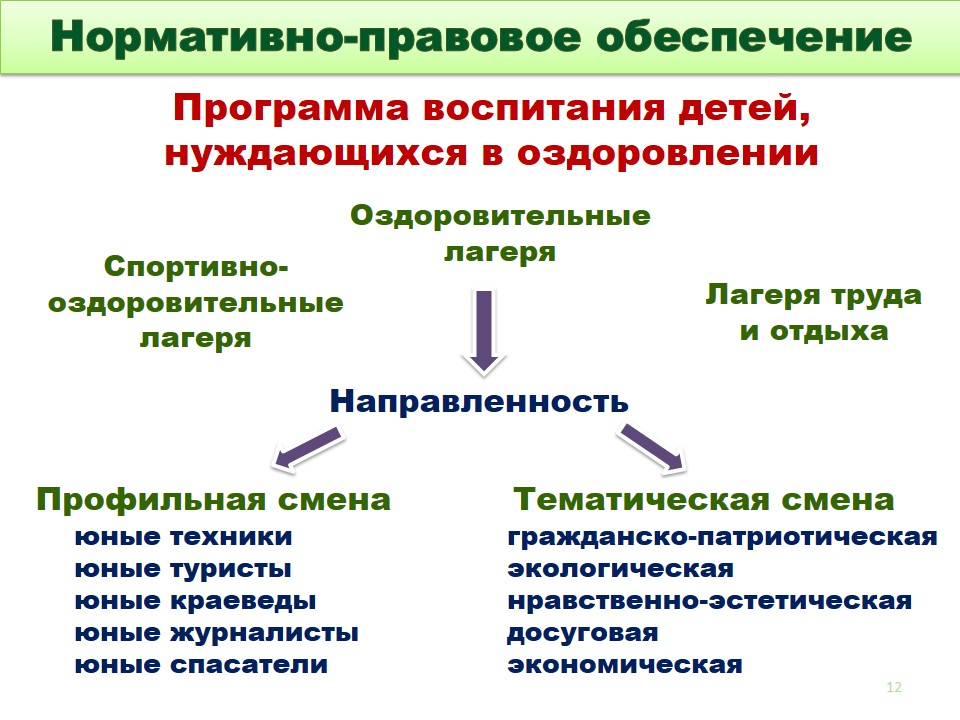 Нормативно-правовое обеспечение
Программа воспитания детей,
нуждающихся в оздоровлении
Оздоровительные
лагеря
Спортивно-
оздоровительные
лагеря
Лагеря труда
и отдыха
Направленность
Профильная смена
юные техники
юные туристы
юные краеведы
юные журналисты
юные спасатели
Тематическая смена
гражданско-патриотическая
экологическая
нравственно-эстетическая
досуговая
экономическая
12